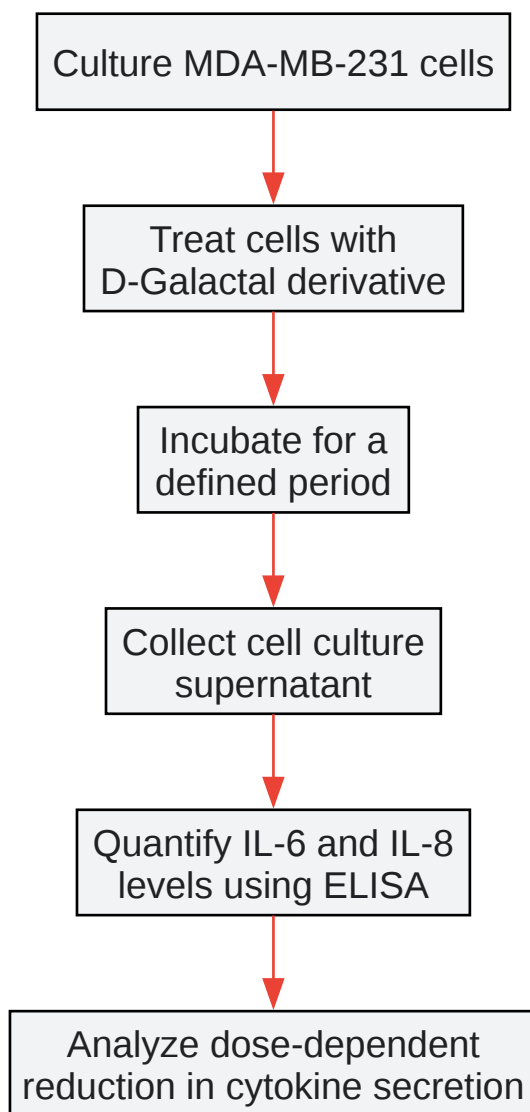 Culture MDA-MB-231 cells
Treat cells with
D-Galactal derivative
Incubate for a
defined period
Collect cell culture
supernatant
Quantify IL-6 and IL-8
levels using ELISA
Analyze dose-dependent
reduction in cytokine secretion